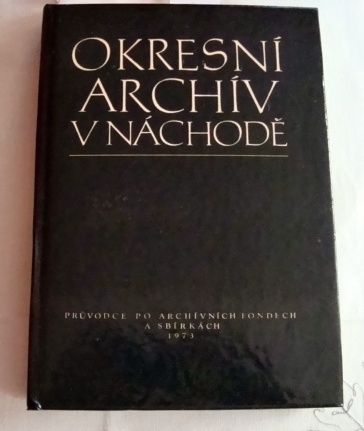 OKRESNÍ
ARCHÍV
V NÁCHODĚ
PRŮVODCE PO ARCHÍVNÍCH FONDECH
A SBÍRKÁCH
1973